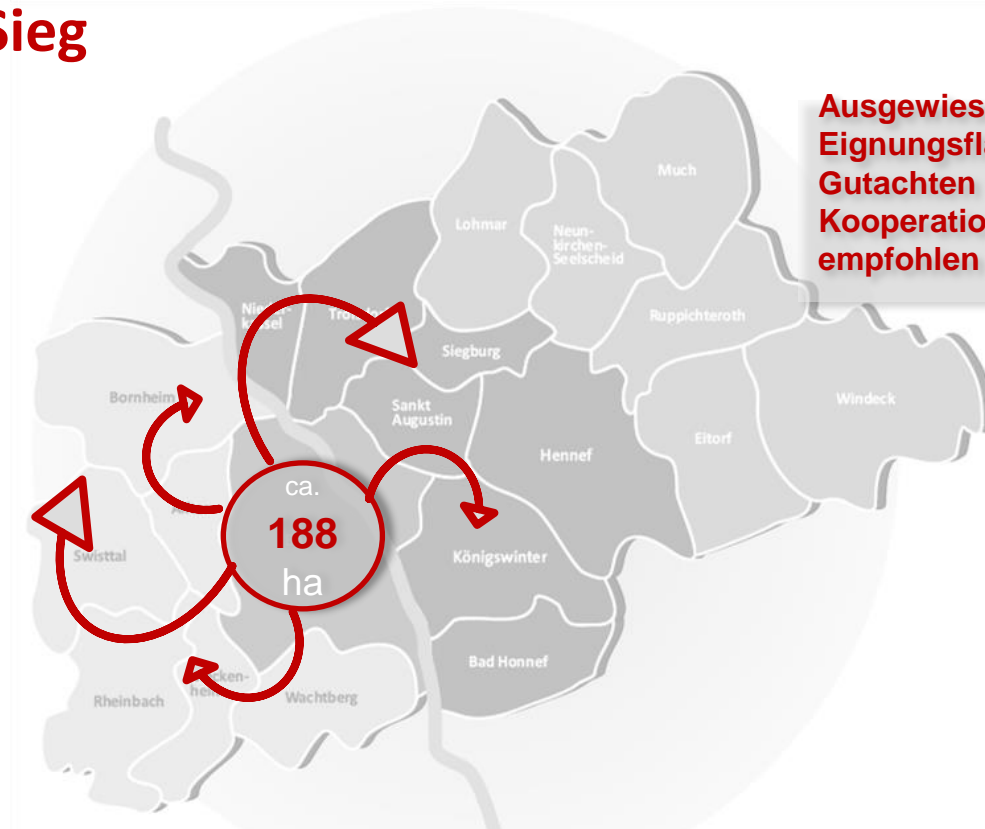 Sieg
Ausgewies
Eignungsflä
Gutachten
Kooperatio
empfohlen
Much
Lohmar
Neun-
kirchen-
Seelscheid
Ruppichteroth
Siegburg
Bornheim
Sankt
Augustin
Windeck
Eitorf
Hennef
ca.
188
ha
Swisttal
Königswinter
Bad Honnef
Rheinbach
Wachtberg